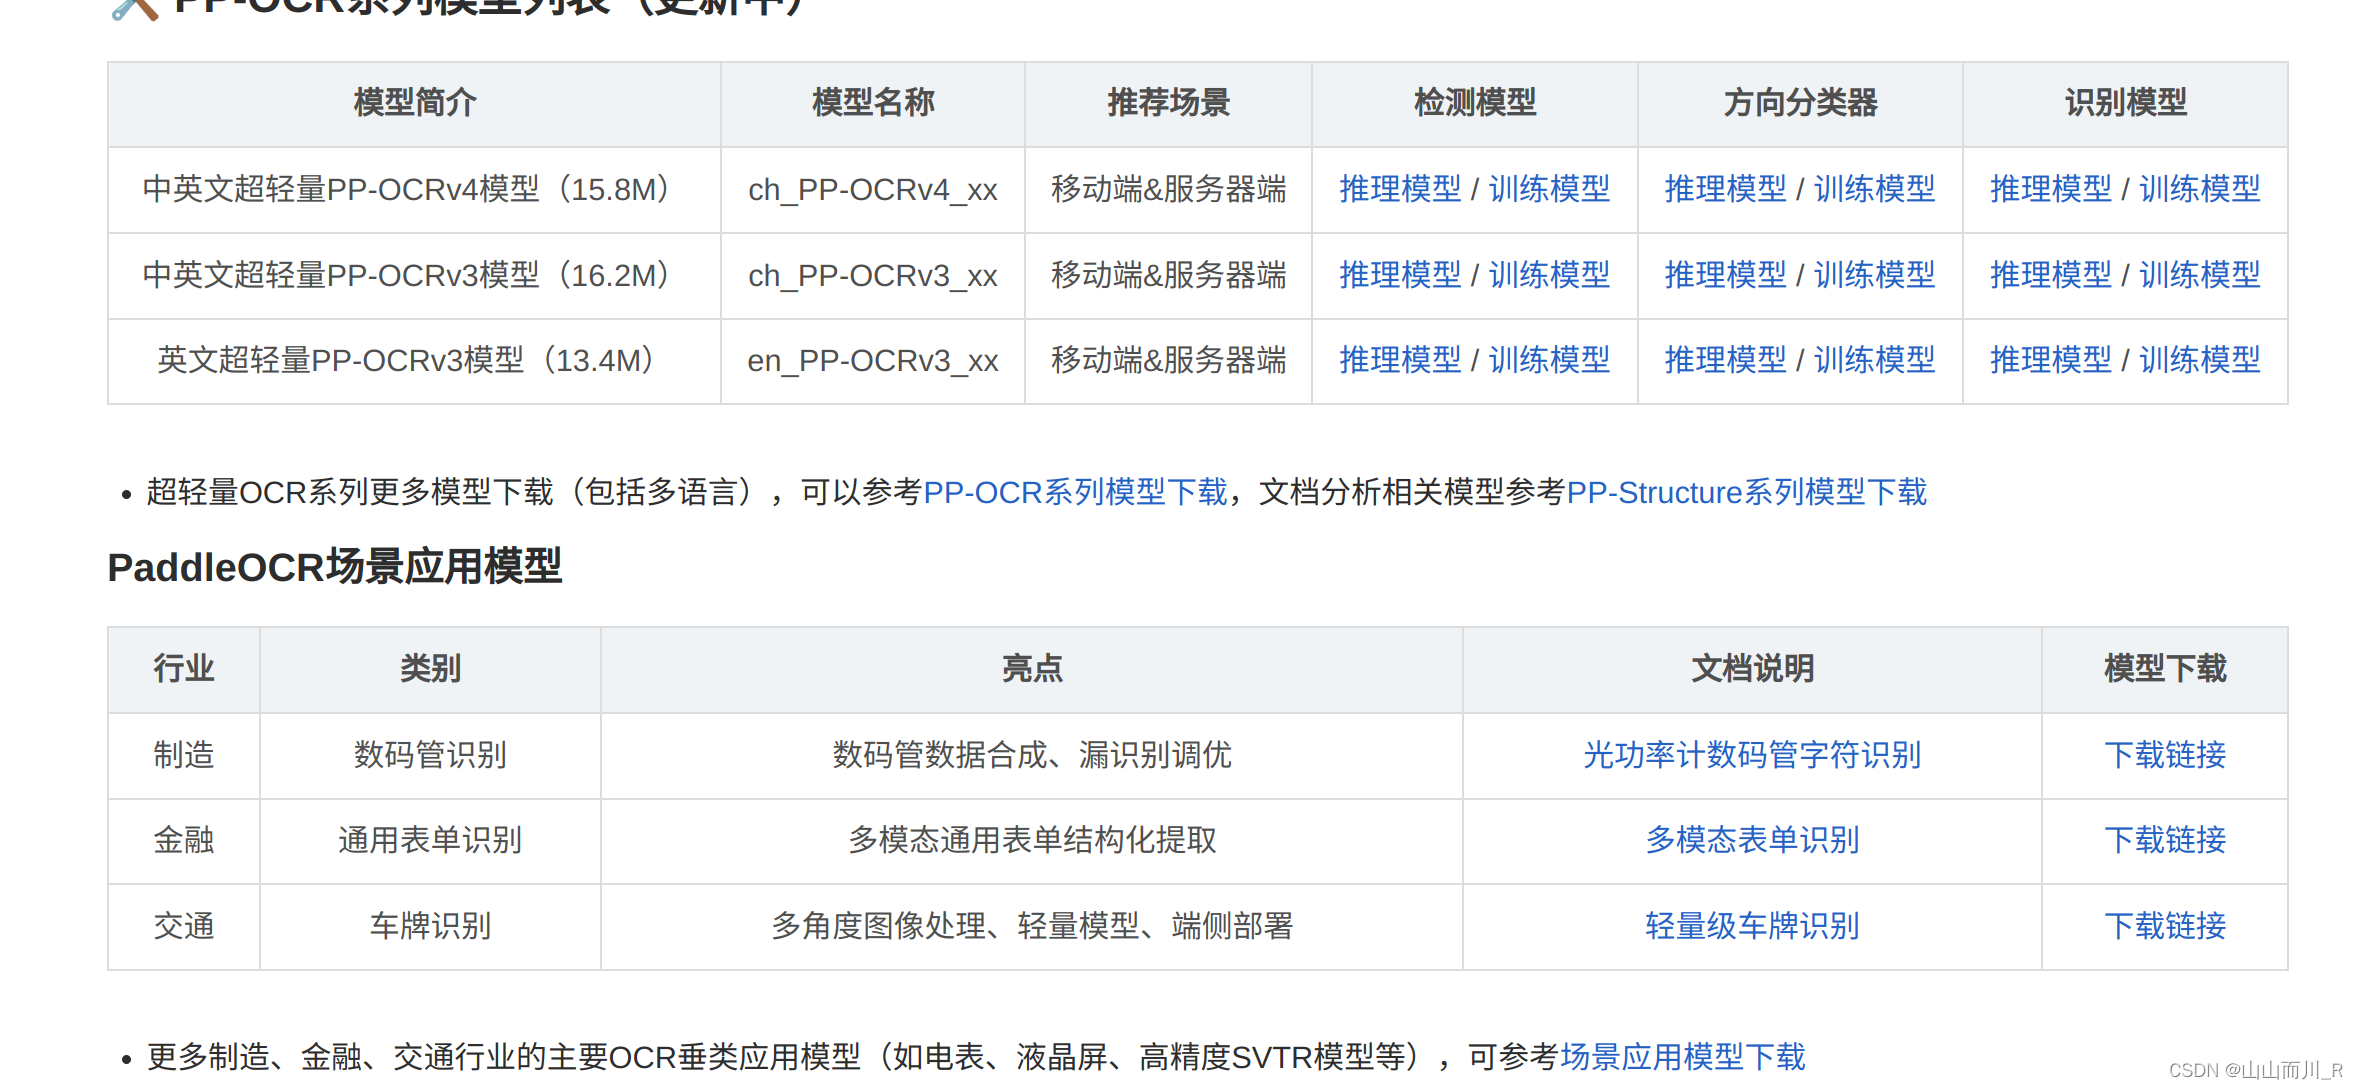 🛠️ PP-OCR系列模型列表（更新中）
模型简介 模型名称 推荐场景 检测模型 方向分类器 识别模型
中英文超轻量PP-OCRv4模型（15.8M） ch_PP-OCRv4_xx 移动端&服务器端 推理模型 / 训练模型 推理模型 / 训练模型 推理模型 / 训练模型
中英文超轻量PP-OCRv3模型（16.2M） ch_PP-OCRv3_xx 移动端&服务器端 推理模型 / 训练模型 推理模型 / 训练模型 推理模型 / 训练模型
英文超轻量PP-OCRv3模型（13.4M） en_PP-OCRv3_xx 移动端&服务器端 推理模型 / 训练模型 推理模型 / 训练模型 推理模型 / 训练模型
• 超轻量OCR系列更多模型下载（包括多语言），可以参考PP-OCR系列模型下载，文档分析相关模型参考PP-Structure系列模型下载
PaddleOCR场景应用模型
行业 类别 亮点 文档说明 模型下载
制造 数码管识别 数码管数据合成、漏识别调优 光功率计数码管字符识别 下载链接
金融 通用表单识别 多模态通用表单结构化提取 多模态表单识别 下载链接
交通 车牌识别 多角度图像处理、轻量模型、端侧部署 轻量级车牌识别 下载链接
• 更多制造、金融、交通行业的主要OCR垂类应用模型（如电表、液晶屏、高精度SVTR模型等），可参考场景应用模型下载
CSDN @山山而川_R